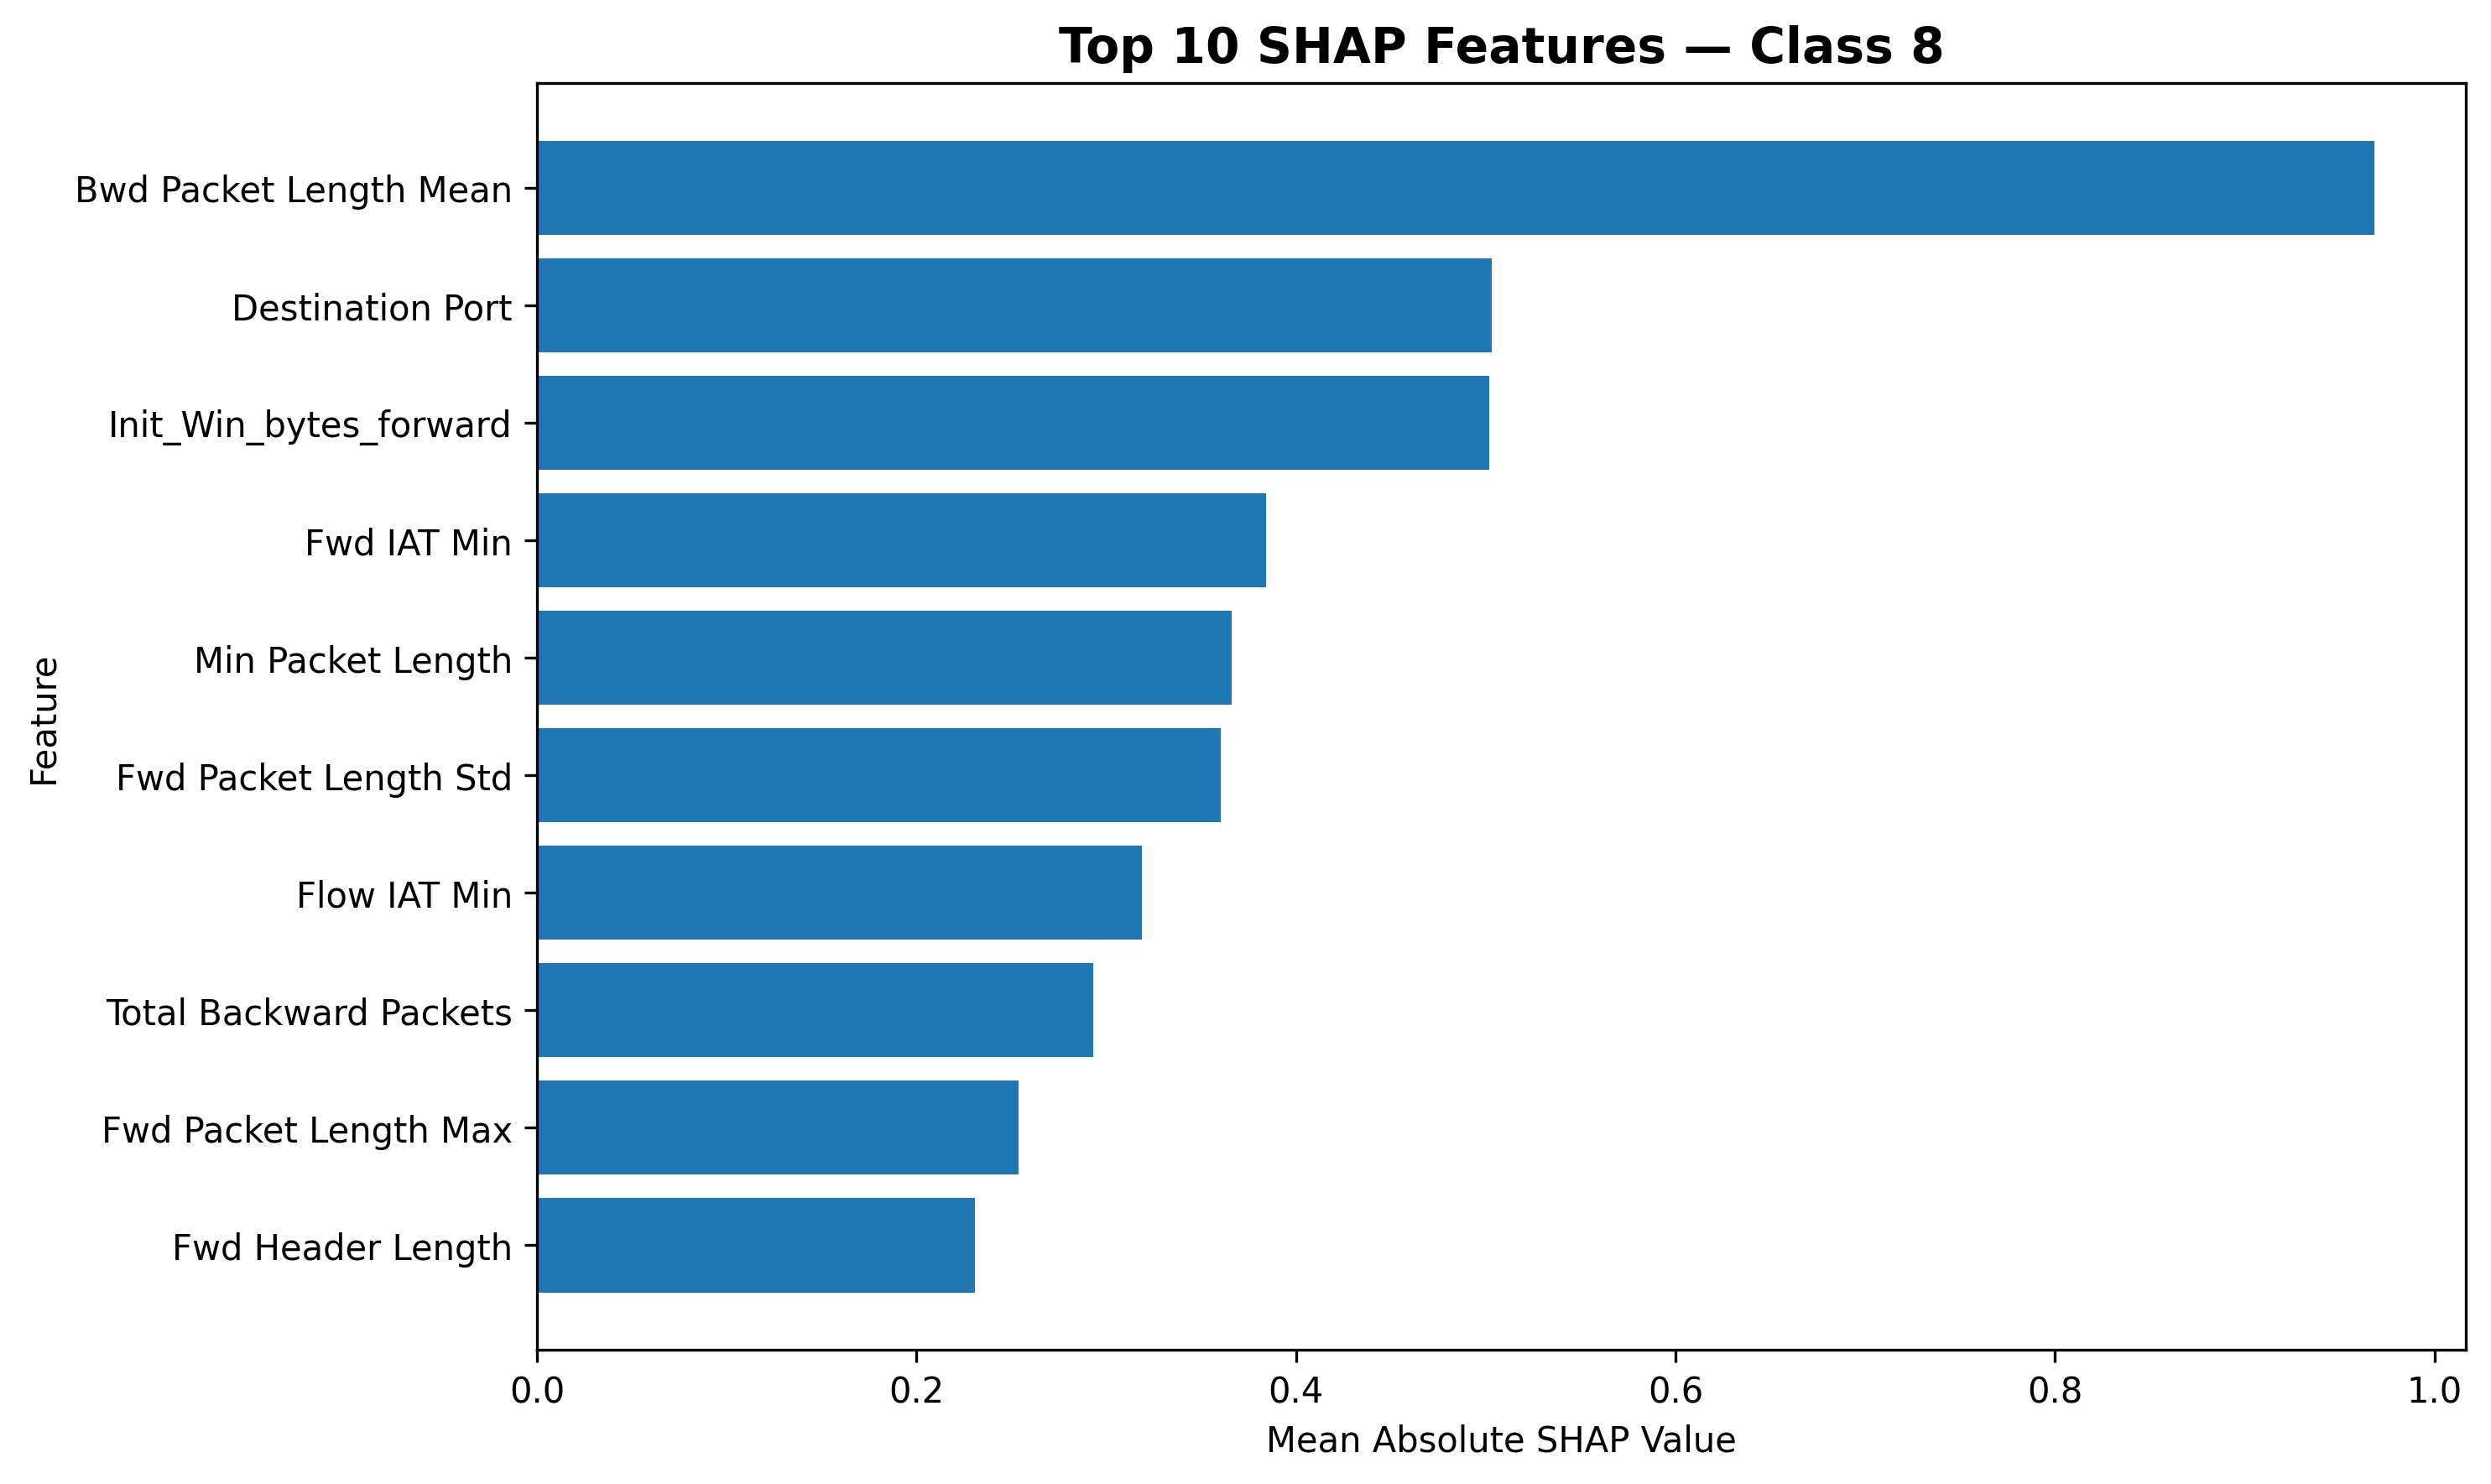 Top 10 SHAP Features — Class 8
Feature
Bwd Packet Length Mean
Destination Port
Init_Win_bytes_forward
Fwd IAT Min
Min Packet Length
Fwd Packet Length Std
Flow IAT Min
Total Backward Packets
Fwd Packet Length Max
Fwd Header Length
0.0 0.2 0.4 0.6 0.8 1.0
Mean Absolute SHAP Value